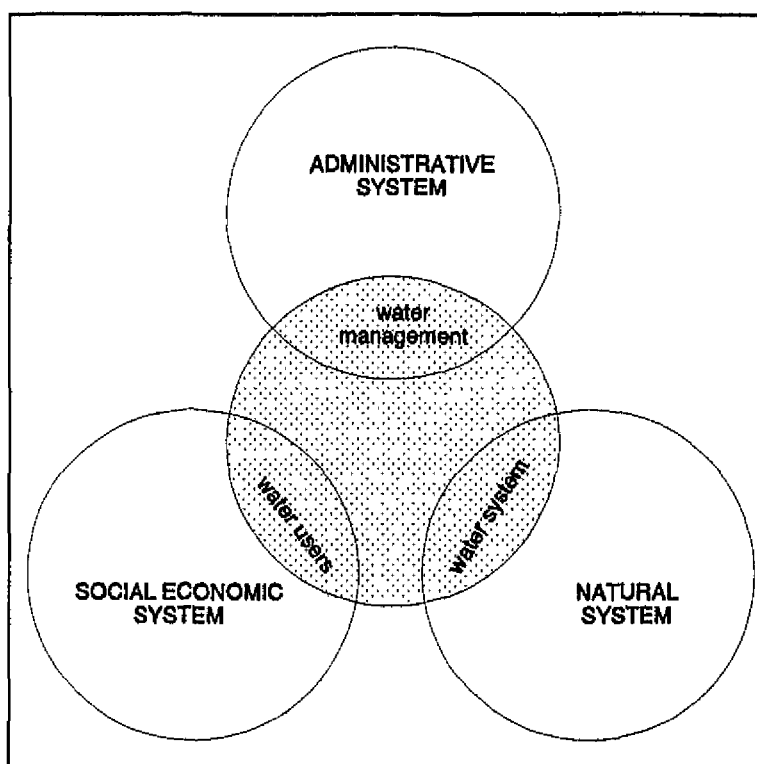 ADMINISTRATIVE
SYSTEM
water
management
water users
water system
SOCIAL ECONOMIC
SYSTEM
NATURAL
SYSTEM